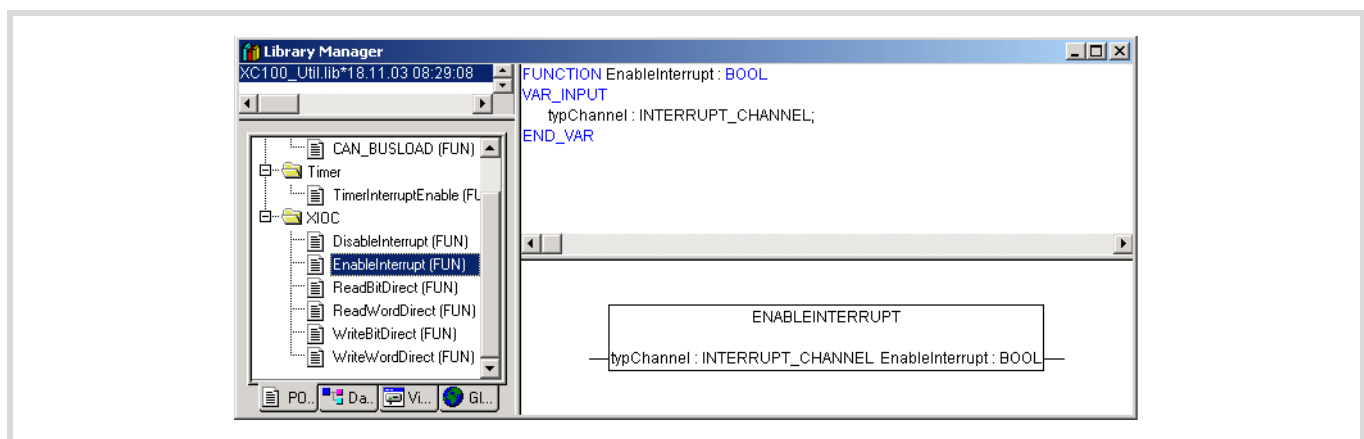 Library Manager
XC100_Util.lib*18.11.03 08:29:08
CAN_BUSLOAD (FUN)
Timer
TimerInterruptEnable (FU
XIOC
DisableInterrupt (FUN)
EnableInterrupt (FUN)
ReadBitDirect (FUN)
ReadWordDirect (FUN)
WriteBitDirect (FUN)
WriteWordDirect (FUN)
PO.. Da.. Vi... Gl...
FUNCTION EnableInterrupt : BOOL
VAR_INPUT
typChannel : INTERRUPT_CHANNEL;
END_VAR
ENABLEINTERRUPT
typChannel : INTERRUPT_CHANNEL EnableInterrupt : BOOL